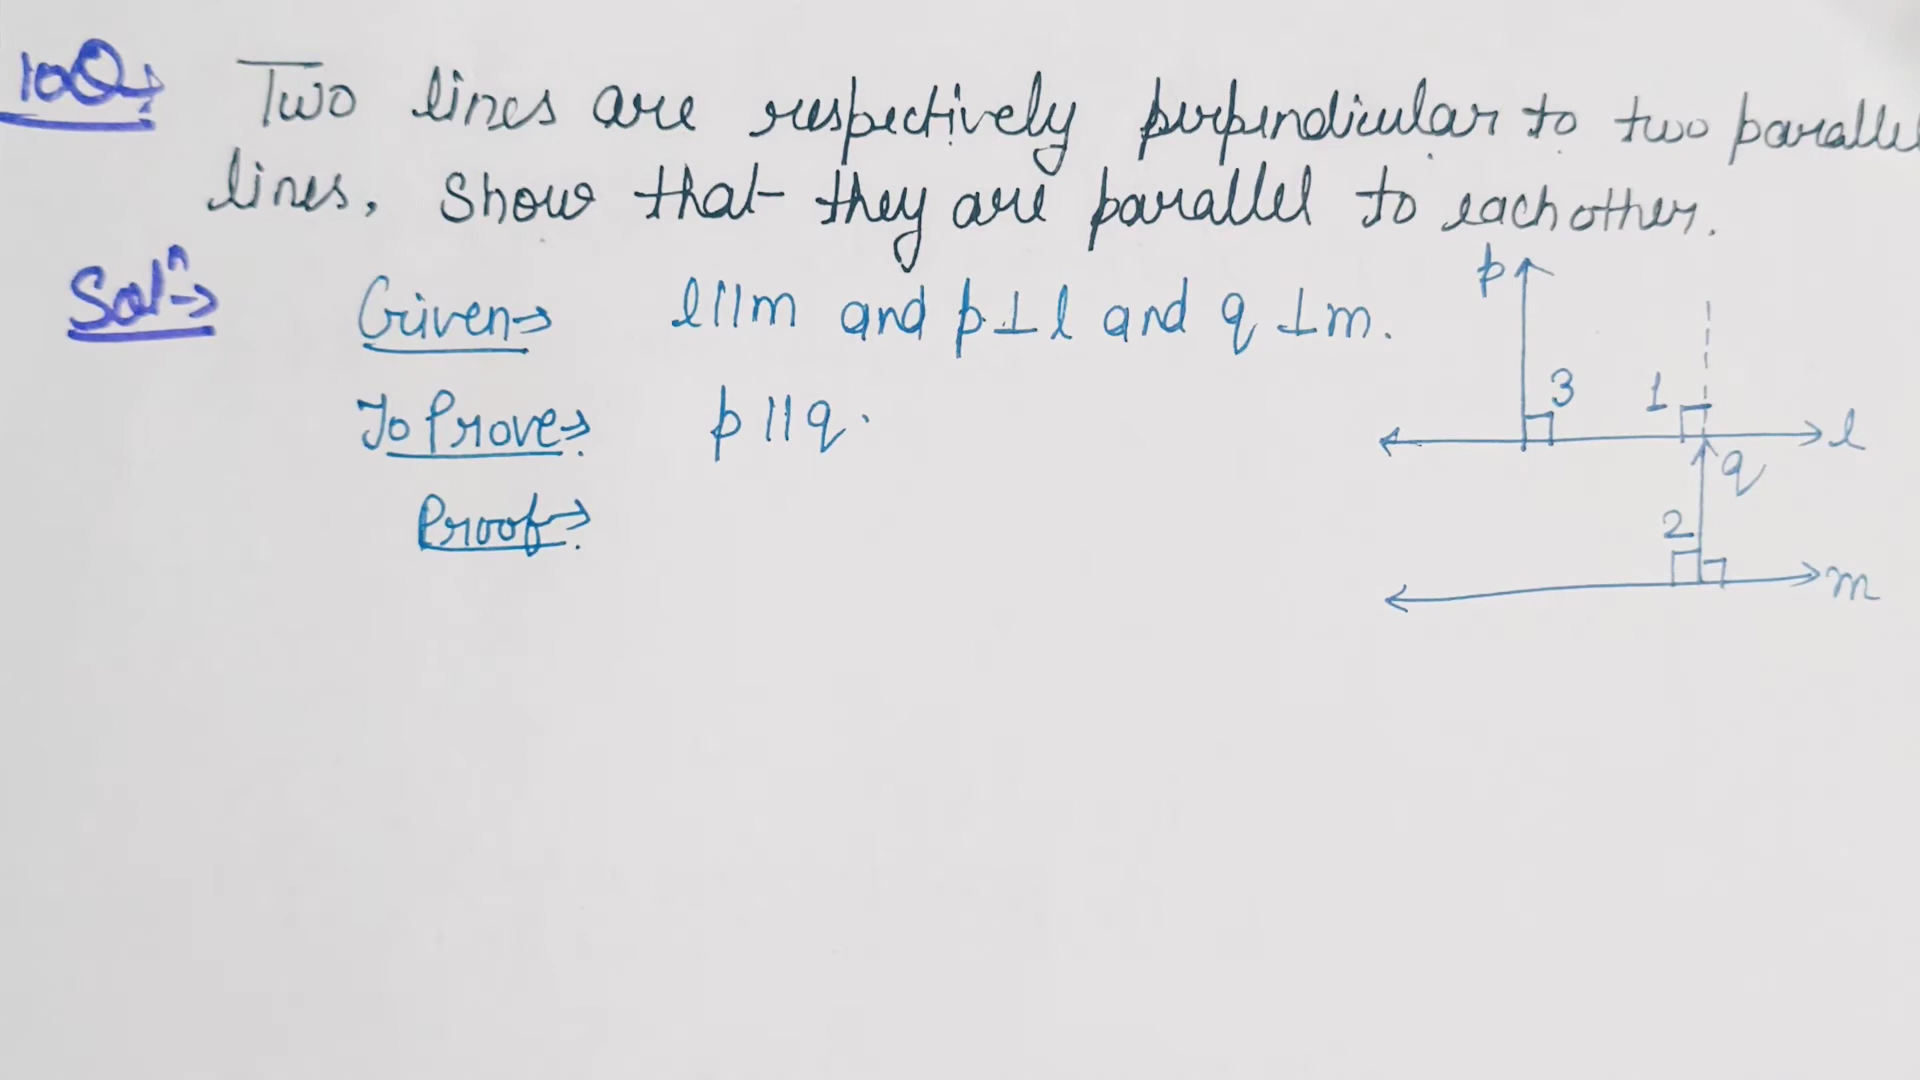 10Q→ Two lines are respectively perpendicular to two parallel
lines. Show that they are parallel to each other.
Solⁿ→ Given→ l||m and p⊥l and q⊥m.
To Prove→ p||q.
Proof→
p
3
1
l
q
2
m